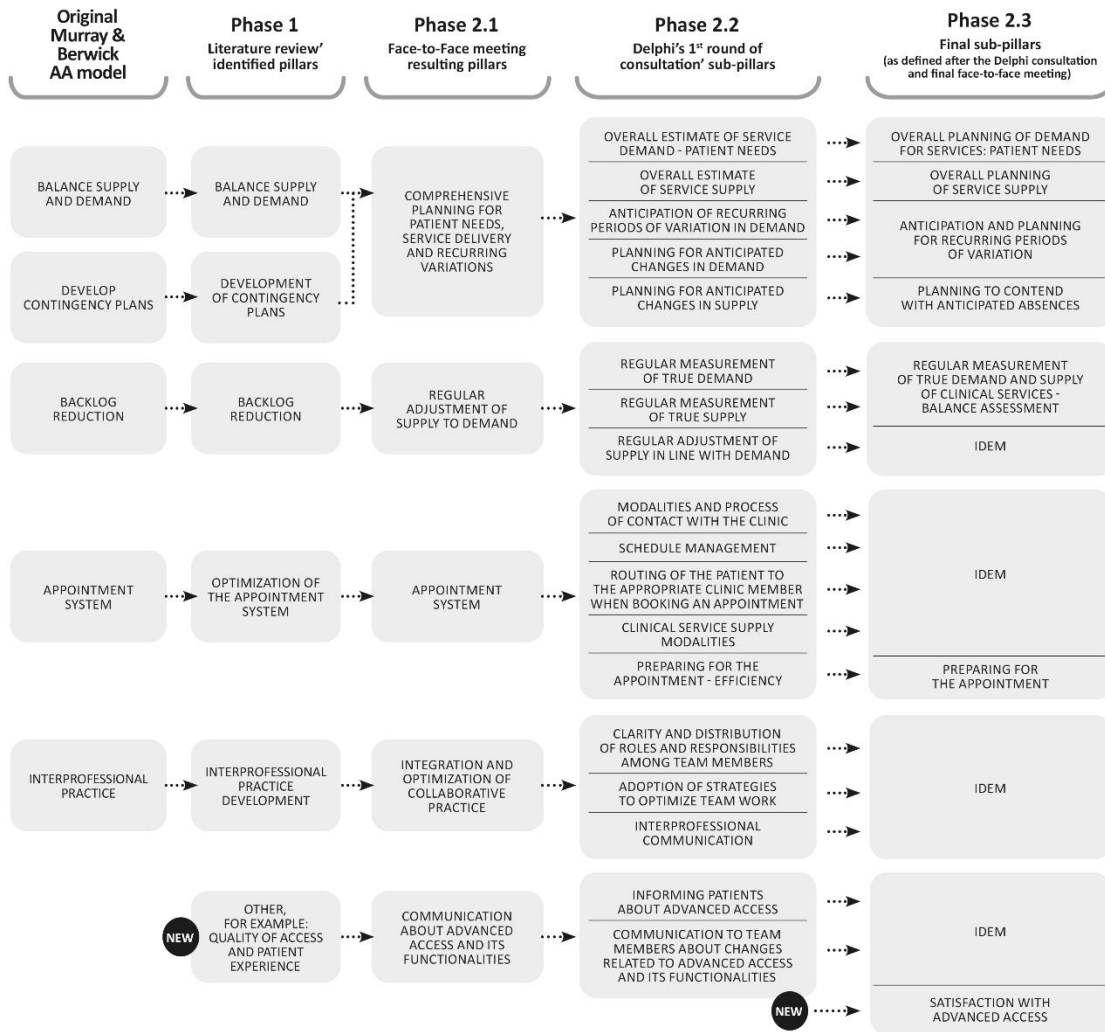 Original
Murray &
Berwick
AA model
Phase 1
Literature review'
identified pillars
Phase 2.1
Face-to-Face meeting
resulting pillars
Phase 2.2
Delphi's 1st round of
consultation' sub-pillars
Phase 2.3
Final sub-pillars
(as defined after the Delphi consultation
and final face-to-face meeting)
BALANCE SUPPLY
AND DEMAND
DEVELOP
CONTINGENCY PLANS
BALANCE SUPPLY
AND DEMAND
DEVELOPMENT
OF CONTINGENCY
PLANS
COMPREHENSIVE
PLANNING FOR
PATIENT NEEDS,
SERVICE DELIVERY
AND RECURRING
VARIATIONS
OVERALL ESTIMATE OF SERVICE
DEMAND - PATIENT NEEDS
OVERALL ESTIMATE
OF SERVICE SUPPLY
ANTICIPATION OF RECURRING
PERIODS OF VARIATION IN DEMAND
PLANNING FOR ANTICIPATED
CHANGES IN DEMAND
PLANNING FOR ANTICIPATED
CHANGES IN SUPPLY
OVERALL PLANNING OF DEMAND
FOR SERVICES: PATIENT NEEDS
OVERALL PLANNING
OF SERVICE SUPPLY
ANTICIPATION AND PLANNING
FOR RECURRING PERIODS
OF VARIATION
PLANNING TO CONTEND
WITH ANTICIPATED ABSENCES
BACKLOG
REDUCTION
BACKLOG
REDUCTION
REGULAR
ADJUSTMENT OF
SUPPLY TO DEMAND
REGULAR MEASUREMENT
OF TRUE DEMAND
REGULAR MEASUREMENT
OF TRUE SUPPLY
REGULAR ADJUSTMENT OF
SUPPLY IN LINE WITH DEMAND
REGULAR MEASUREMENT
OF TRUE DEMAND AND SUPPLY
OF CLINICAL SERVICES -
BALANCE ASSESSMENT
IDEM
APPOINTMENT
SYSTEM
OPTIMIZATION OF
THE APPOINTMENT
SYSTEM
APPOINTMENT
SYSTEM
MODALITIES AND PROCESS
OF CONTACT WITH THE CLINIC
SCHEDULE MANAGEMENT
ROUTING OF THE PATIENT TO
THE APPROPRIATE CLINIC MEMBER
WHEN BOOKING AN APPOINTMENT
CLINICAL SERVICE SUPPLY
MODALITIES
PREPARING FOR THE
APPOINTMENT - EFFICIENCY
IDEM
PREPARING FOR
THE APPOINTMENT
INTERPROFESSIONAL
PRACTICE
INTERPROFESSIONAL
PRACTICE
DEVELOPMENT
INTEGRATION AND
OPTIMIZATION OF
COLLABORATIVE
PRACTICE
CLARITY AND DISTRIBUTION
OF ROLES AND RESPONSIBILITIES
AMONG TEAM MEMBERS
ADOPTION OF STRATEGIES
TO OPTIMIZE TEAM WORK
INTERPROFESSIONAL
COMMUNICATION
IDEM
NEW
OTHER,
FOR EXAMPLE:
QUALITY OF ACCESS
AND PATIENT
EXPERIENCE
COMMUNICATION
ABOUT ADVANCED
ACCESS AND ITS
FUNCTIONALITIES
INFORMING PATIENTS
ABOUT ADVANCED ACCESS
COMMUNICATION TO TEAM
MEMBERS ABOUT CHANGES
RELATED TO ADVANCED ACCESS
AND ITS FUNCTIONALITIES
IDEM
NEW
SATISFACTION WITH
ADVANCED ACCESS